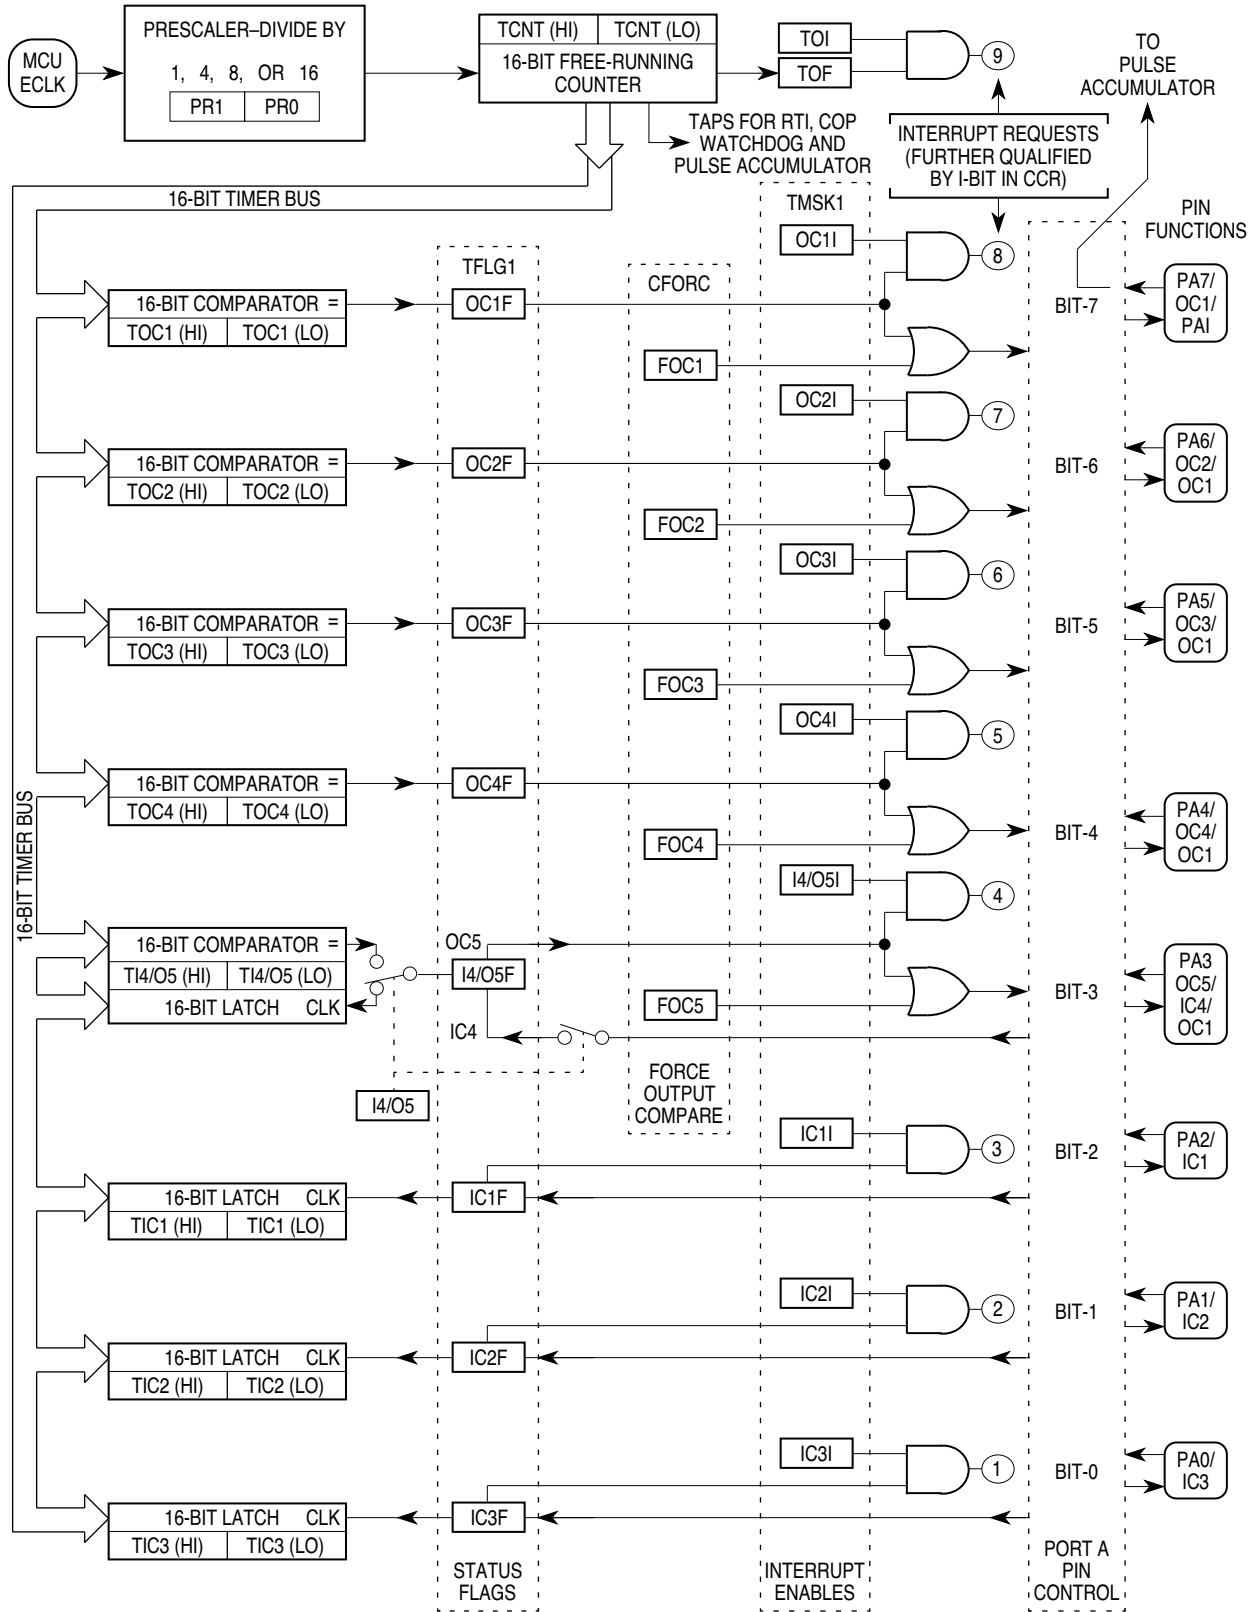 MCU
ECLK
PRESCALER–DIVIDE BY
1, 4, 8, OR 16
PR1 PR0
TCNT (HI) TCNT (LO)
16-BIT FREE-RUNNING
COUNTER
TOI
TOF
9
TO
PULSE
ACCUMULATOR
TAPS FOR RTI, COP
WATCHDOG AND
PULSE ACCUMULATOR
INTERRUPT REQUESTS
(FURTHER QUALIFIED
BY I-BIT IN CCR)
16-BIT TIMER BUS
16-BIT TIMER BUS
TMSK1
TFLG1
CFORC
PIN
FUNCTIONS
OC1I
8
16-BIT COMPARATOR =
TOC1 (HI) TOC1 (LO)
OC1F
FOC1
BIT-7
PA7/
OC1/
PAI
OC2I
7
16-BIT COMPARATOR =
TOC2 (HI) TOC2 (LO)
OC2F
FOC2
BIT-6
PA6/
OC2/
OC1
OC3I
6
16-BIT COMPARATOR =
TOC3 (HI) TOC3 (LO)
OC3F
FOC3
BIT-5
PA5/
OC3/
OC1
OC4I
5
16-BIT COMPARATOR =
TOC4 (HI) TOC4 (LO)
OC4F
FOC4
BIT-4
PA4/
OC4/
OC1
I4/O5I
4
16-BIT COMPARATOR =
TI4/O5 (HI) TI4/O5 (LO)
16-BIT LATCH CLK
OC5
I4/O5F
IC4
FOC5
BIT-3
PA3
OC5/
IC4/
OC1
I4/O5
FORCE
OUTPUT
COMPARE
IC1I
3
BIT-2
PA2/
IC1
16-BIT LATCH CLK
TIC1 (HI) TIC1 (LO)
IC1F
IC2I
2
BIT-1
PA1/
IC2
16-BIT LATCH CLK
TIC2 (HI) TIC2 (LO)
IC2F
IC3I
1
BIT-0
PA0/
IC3
16-BIT LATCH CLK
TIC3 (HI) TIC3 (LO)
IC3F
STATUS
FLAGS
INTERRUPT
ENABLES
PORT A
PIN
CONTROL